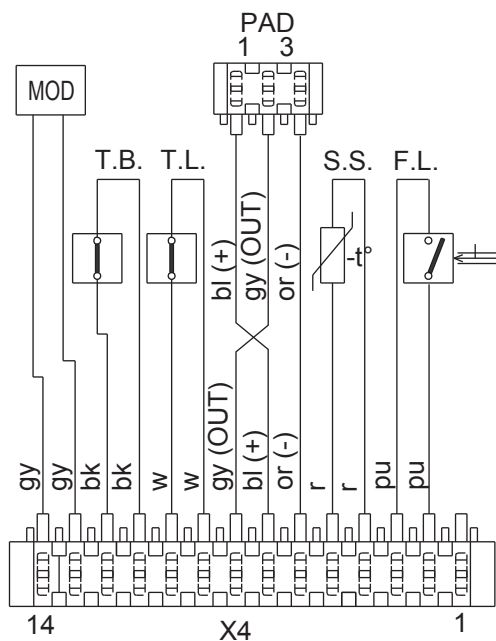 PAD
1 3
MOD
T.B. T.L. S.S. F.L.
-t°
bl (+)
gy (OUT)
or (-)
gy
gy
bk
bk
w
w
gy (OUT)
bl (+)
or (-)
r
r
pu
pu
14 X4 1